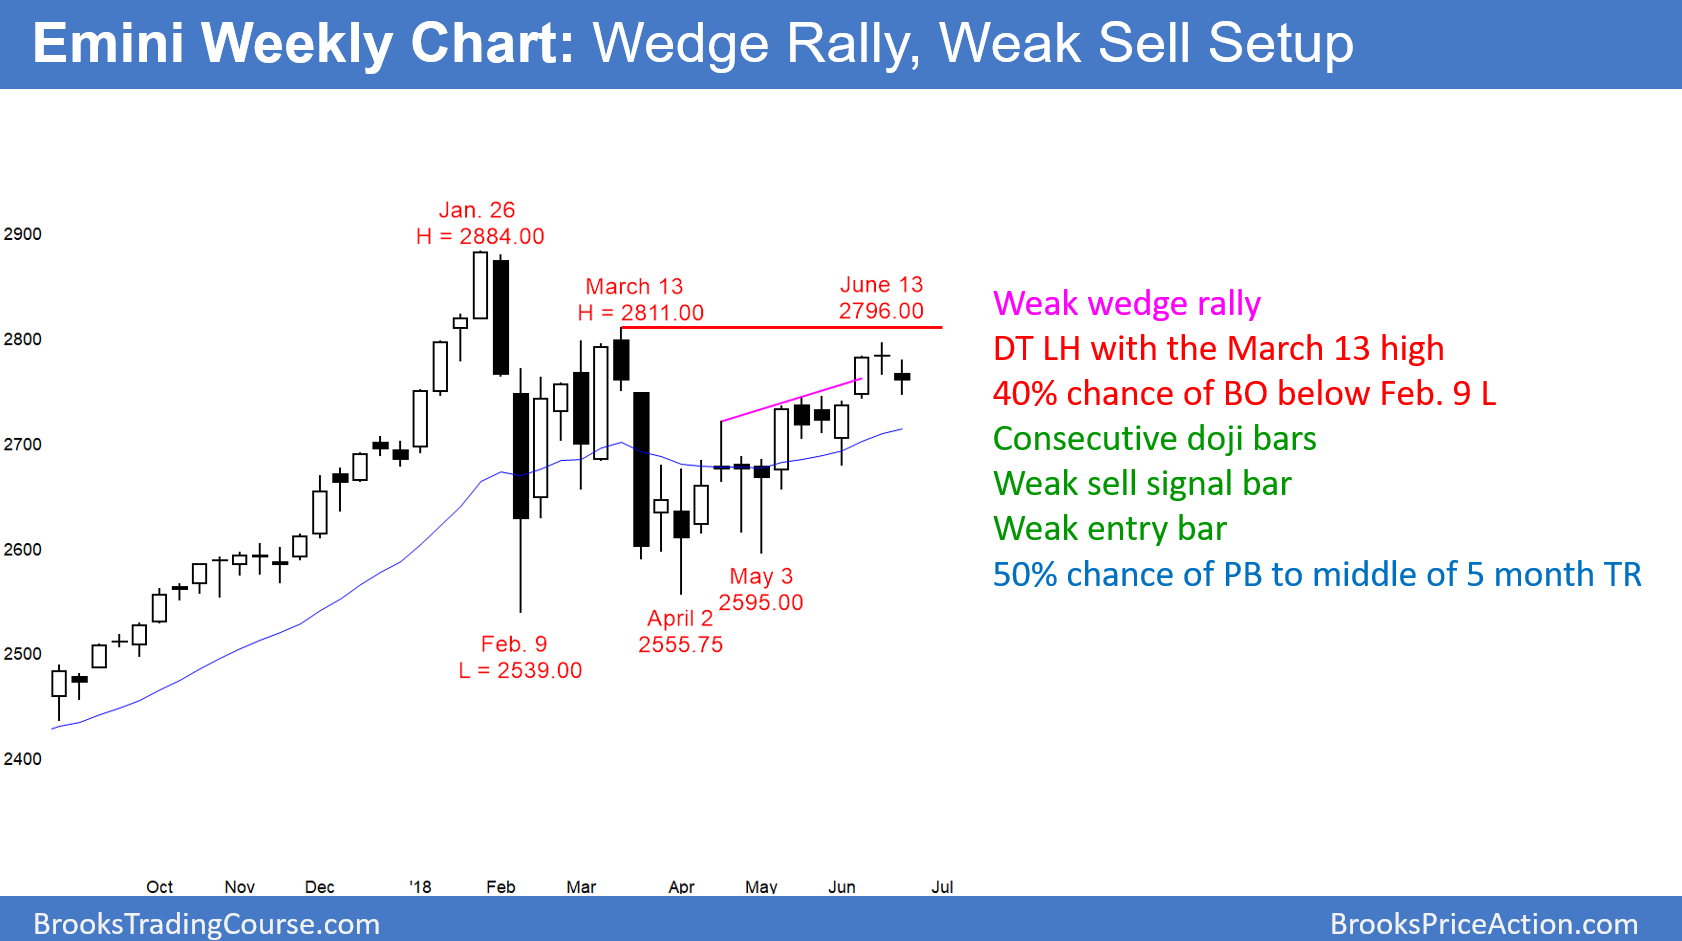 Emini Weekly Chart: Wedge Rally, Weak Sell Setup
Jan. 26
H = 2884.00
March 13
H = 2811.00
June 13
2796.00
2900
2800
2700
2600
2500
2400
May 3
2595.00
April 2
2555.75
Feb. 9
L = 2539.00
Weak wedge rally
DT LH with the March 13 high
40% chance of BO below Feb. 9 L
Consecutive doji bars
Weak sell signal bar
Weak entry bar
50% chance of PB to middle of 5 month TR
Oct Nov Dec '18 Feb Mar Apr May Jun Jul
BrooksTradingCourse.com
BrooksPriceAction.com